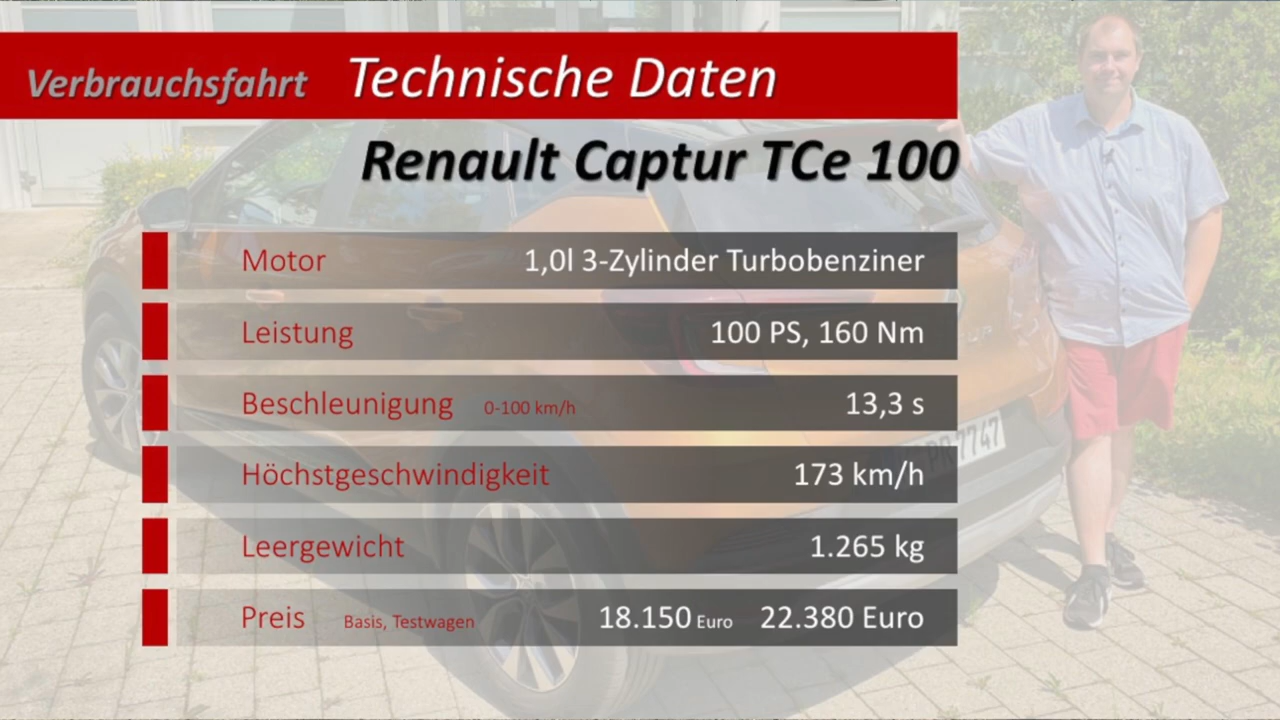 Verbrauchsfahrt Technische Daten
Renault Captur TCe 100
Motor 1,0l 3-Zylinder Turbobenziner
Leistung 100 PS, 160 Nm
Beschleunigung 0-100 km/h 13,3 s
Höchstgeschwindigkeit 173 km/h
Leergewicht 1.265 kg
Preis Basis, Testwagen 18.150 Euro 22.380 Euro